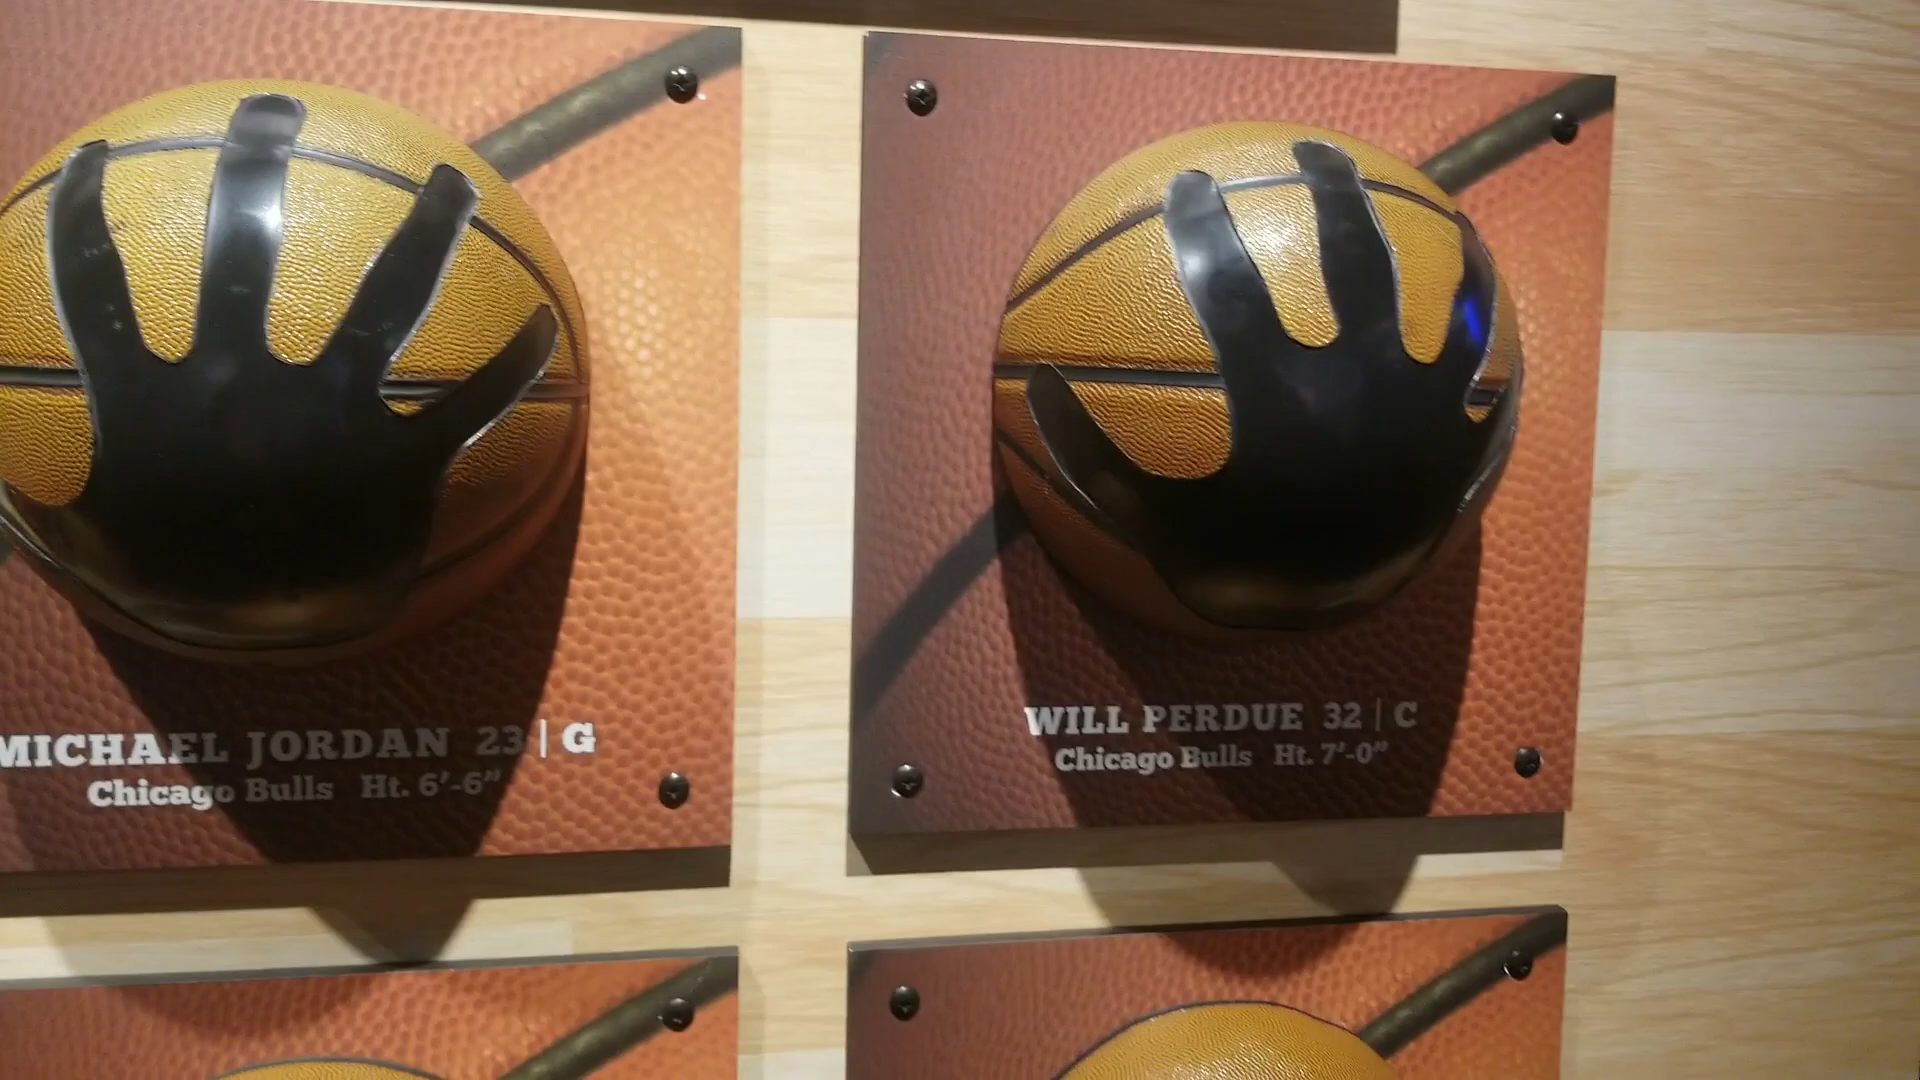 MICHAEL JORDAN 23 | G
Chicago Bulls Ht. 6'-6"
WILL PERDUE 32 | C
Chicago Bulls Ht. 7'-0"